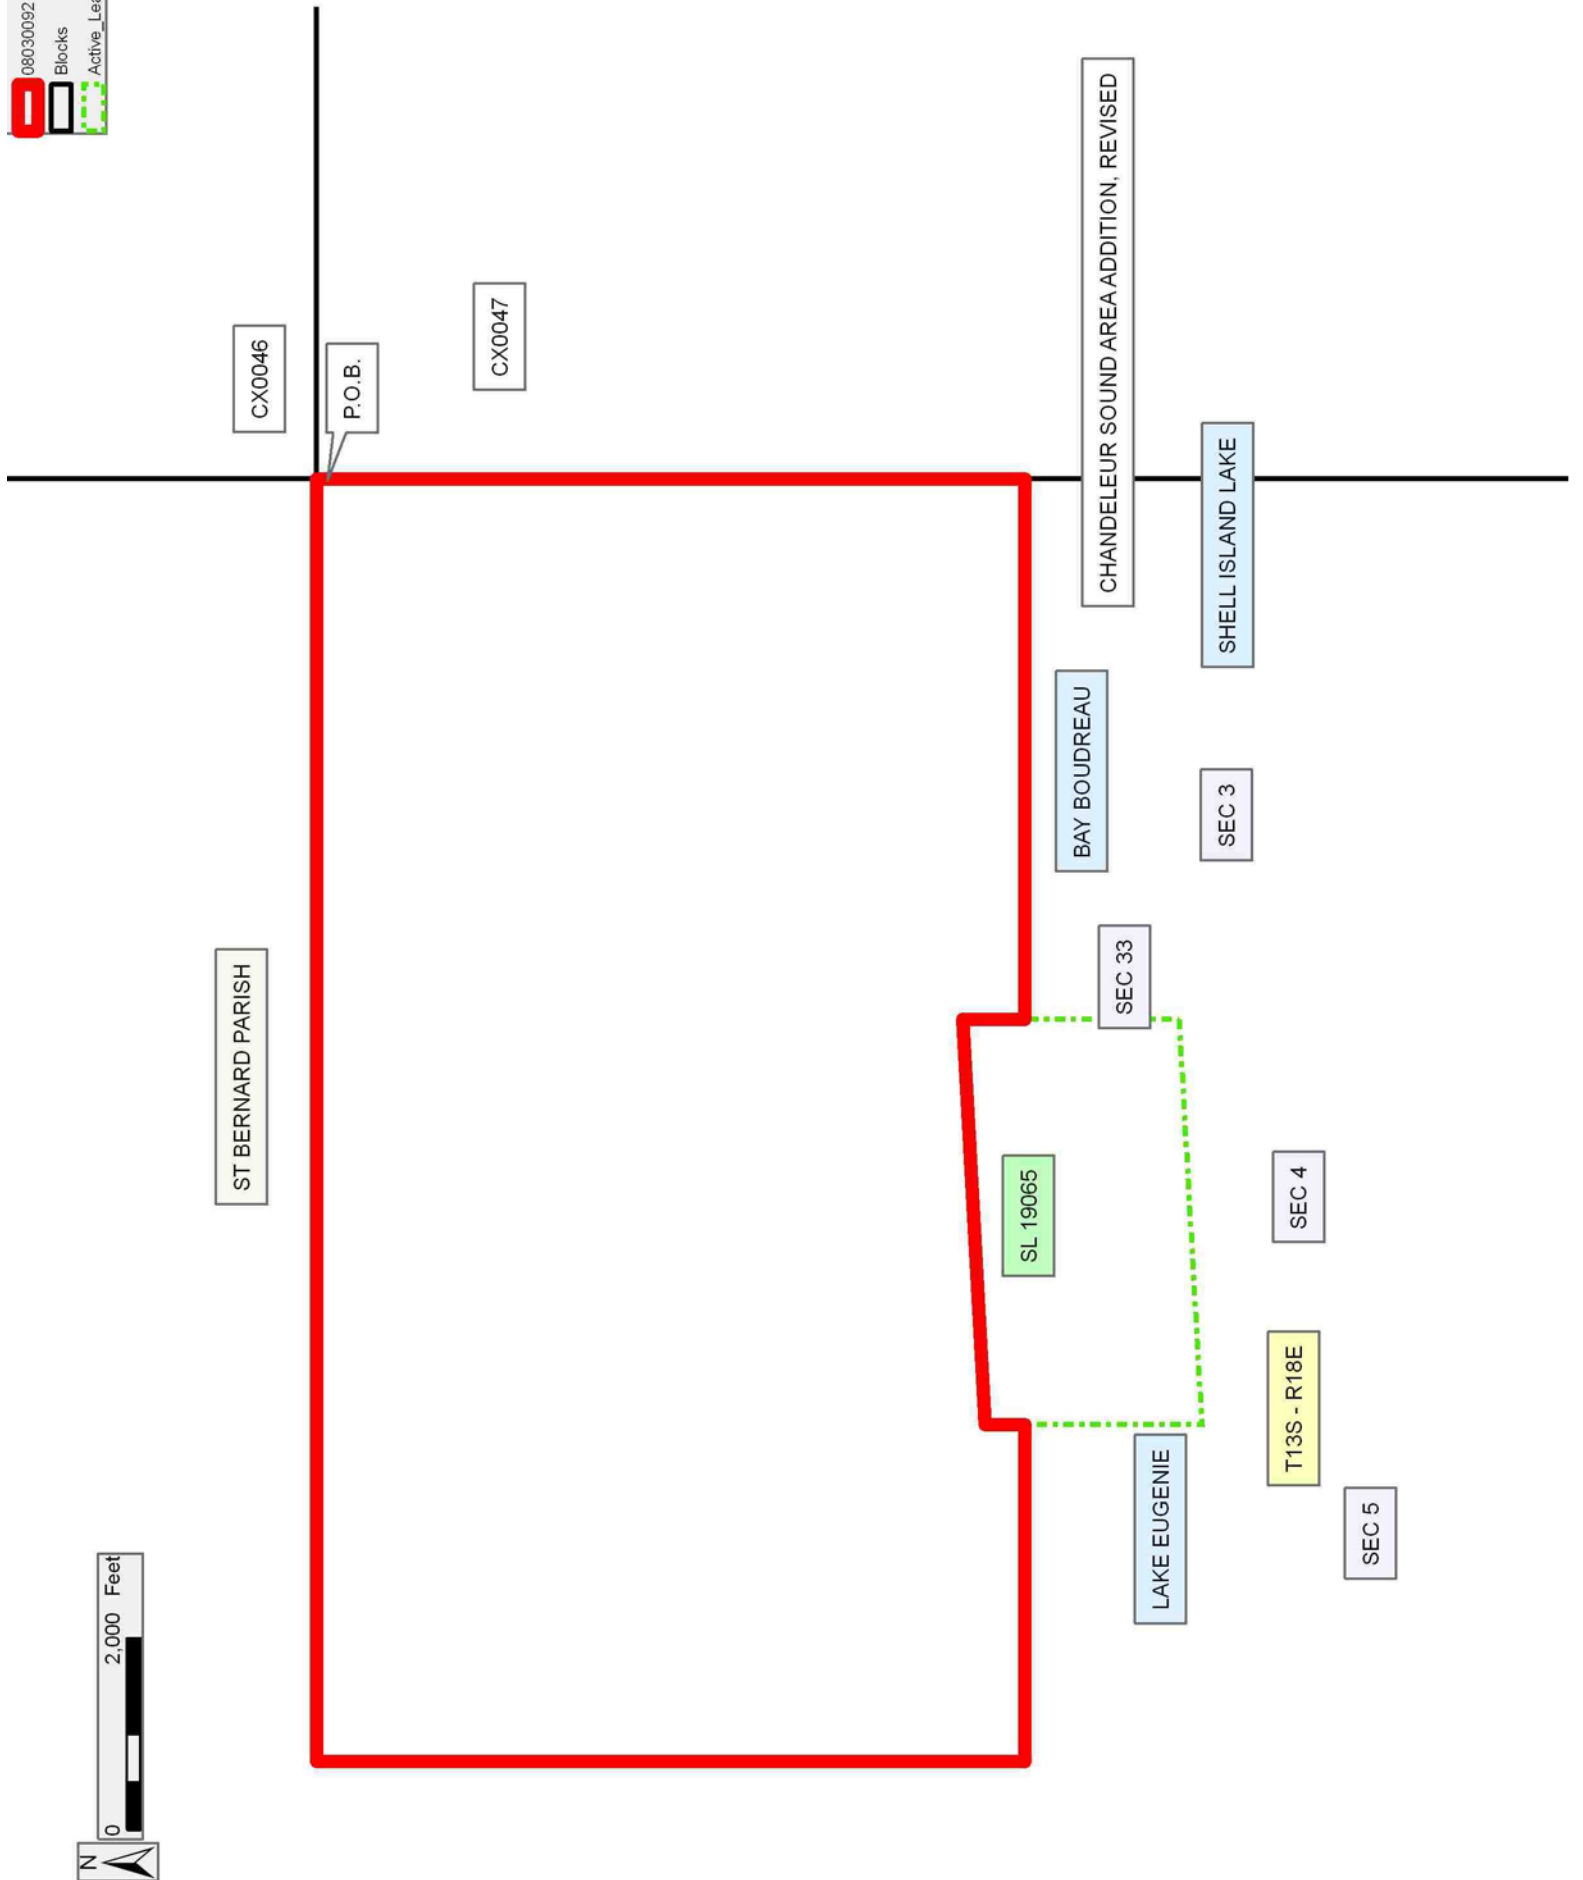 N
0 2,000 Feet
08030092
Blocks
Active_Lea
ST BERNARD PARISH
CX0046
P.O.B.
CX0047
SL 19065
BAY BOUDREAU
CHANDELEUR SOUND AREA ADDITION, REVISED
SEC 33
LAKE EUGENIE
SEC 3
SHELL ISLAND LAKE
T13S - R18E
SEC 4
SEC 5